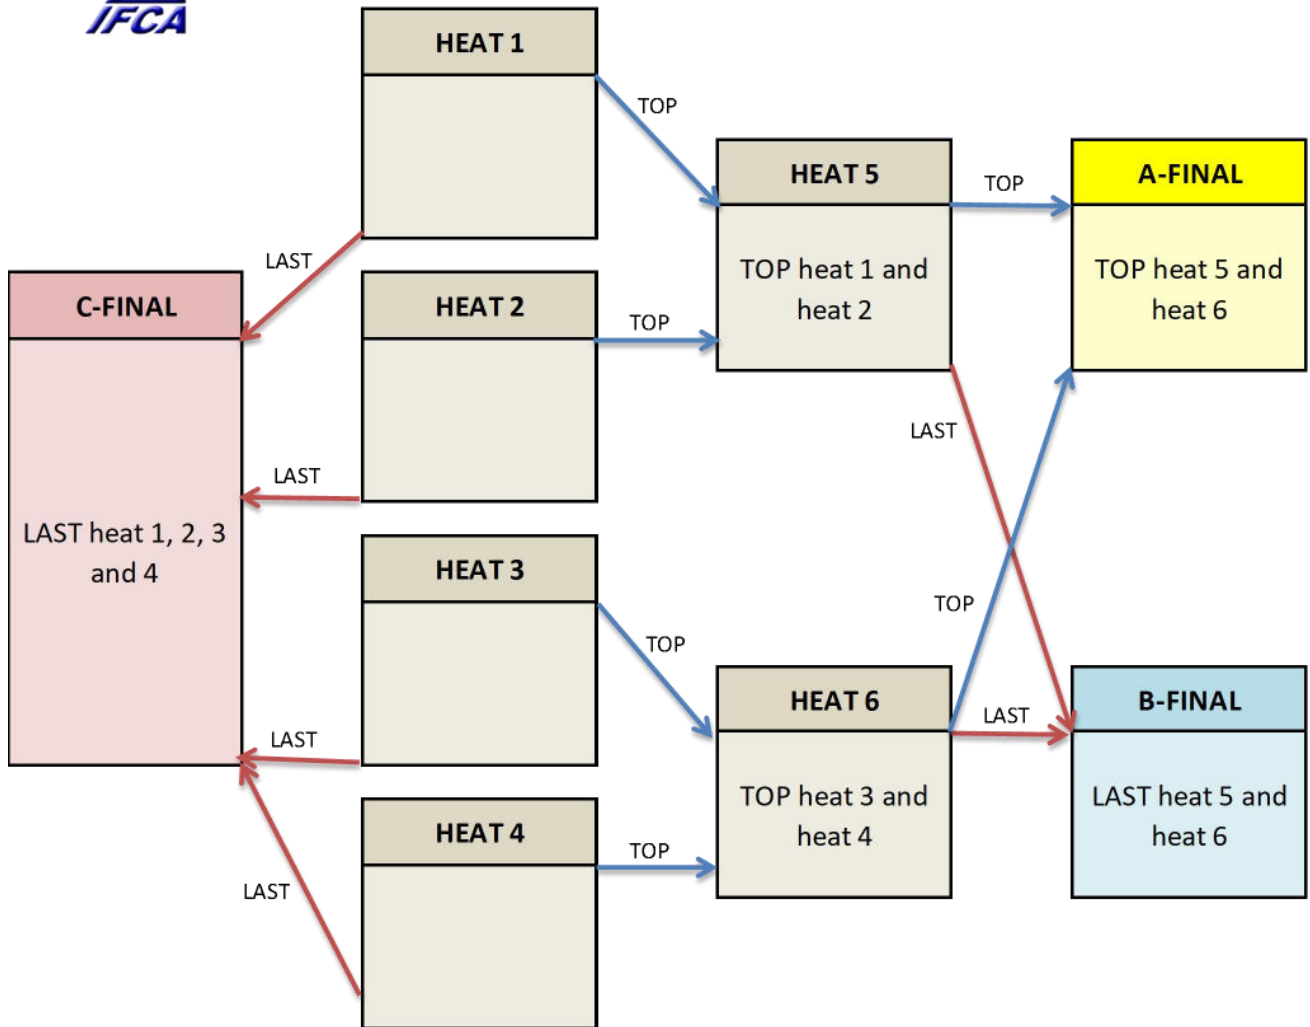 IFCA
HEAT 1
TOP
HEAT 5
TOP
A-FINAL
LAST
TOP heat 1 and
heat 2
TOP heat 5 and
heat 6
C-FINAL
HEAT 2
TOP
LAST
LAST
LAST heat 1, 2, 3
and 4
HEAT 3
TOP
TOP
HEAT 6
LAST
B-FINAL
LAST
TOP heat 3 and
heat 4
LAST heat 5 and
heat 6
HEAT 4
TOP
LAST